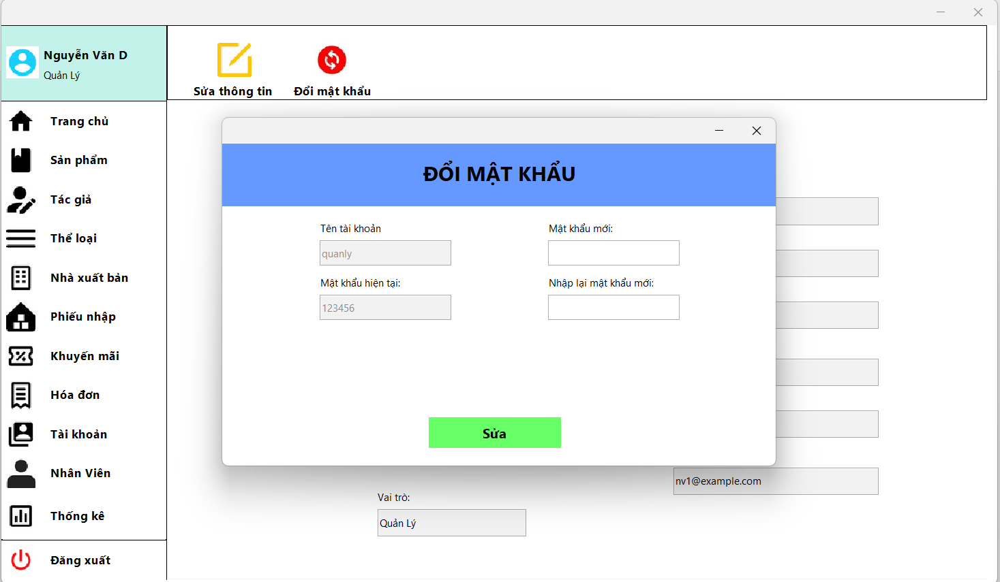 Nguyễn Văn D
Quản Lý
Sửa thông tin
Đổi mật khẩu
Trang chủ
Sản phẩm
Tác giả
Thể loại
Nhà xuất bản
Phiếu nhập
Khuyến mãi
Hóa đơn
Tài khoản
Nhân Viên
Thống kê
Đăng xuất
ĐỔI MẬT KHẨU
Tên tài khoản
quanly
Mật khẩu hiện tại:
123456
Mật khẩu mới:
Nhập lại mật khẩu mới:
Sửa
nv1@example.com
Vai trò:
Quản Lý